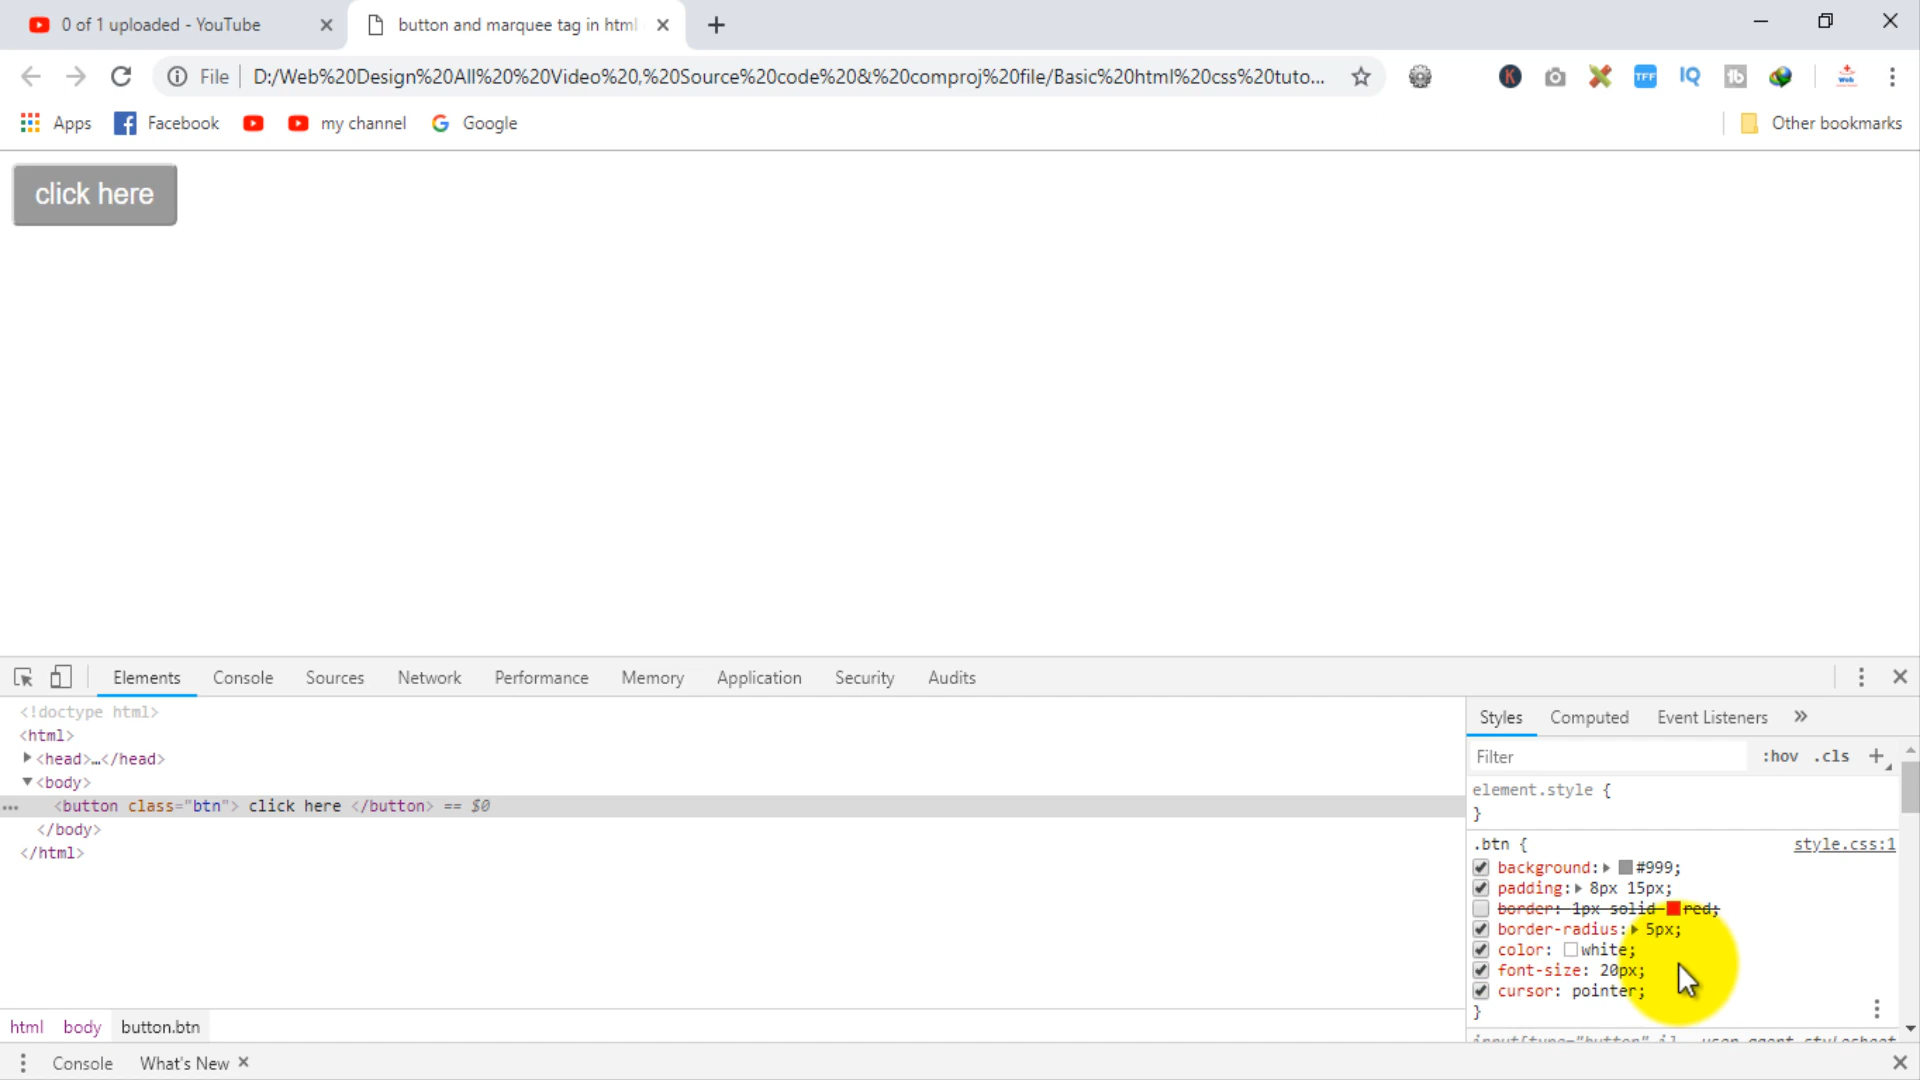 0 of 1 uploaded - YouTube
button and marquee tag in html
File
D:/Web%20Design%20All%20%20Video%20,%20Source%20code%20&%20comproj%20file/Basic%20html%20css%20tuto...
K
TFF
IQ
Web
Apps
Facebook
my channel
Google
Other bookmarks
click here
Elements
Console
Sources
Network
Performance
Memory
Application
Security
Audits
<!doctype html>
<html>
<head>…</head>
<body>
<button class="btn"> click here </button> == $0
</body>
</html>
Styles
Computed
Event Listeners
Filter
:hov
.cls
element.style {
}
.btn {
style.css:1
background: #999;
padding: 8px 15px;
border: 1px solid red;
border-radius: 5px;
color: white;
font-size: 20px;
cursor: pointer;
}
html
body
button.btn
Console
What's New